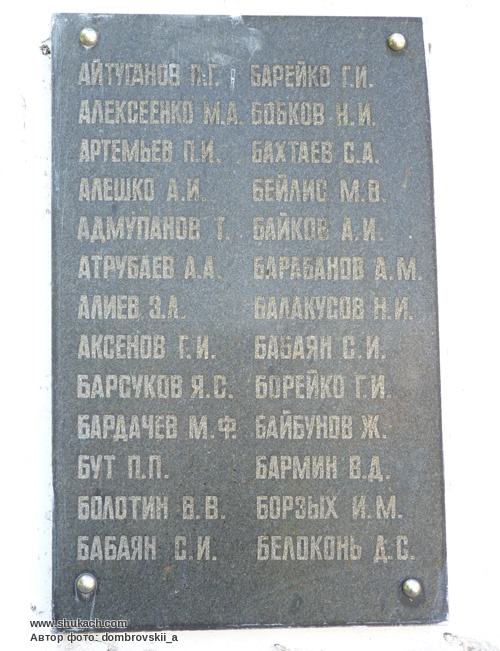 АЙТУГАНОВ П.Г.
АЛЕКСЕЕНКО М.А.
АРТЕМЬЕВ П.И.
АЛЕШКО А.И.
АДМУПАНОВ Т.
АТРУБАЕВ А.А.
АЛИЕВ З.А.
АКСЕНОВ Г.И.
БАРСУКОВ Я.С.
БАРДАЧЕВ М.Ф.
БУТ П.П.
БОЛОТИН В.В.
БАБАЯН С.И.
БАРЕЙКО Г.И.
БОБКОВ Н.И.
БАХТАЕВ С.А.
БЕЙЛИС М.В.
БАЙКОВ А.И.
БАРАБАНОВ А.М.
БАЛАКУСОВ Н.И.
БАБАЯН С.И.
БОРЕЙКО Г.И.
БАЙБУНОВ Ж.
БАРМИН В.Д.
БОРЗЫХ И.М.
БЕЛОКОНЬ Д.С.
www.shukach.com
Автор фото: dombrovskii_a